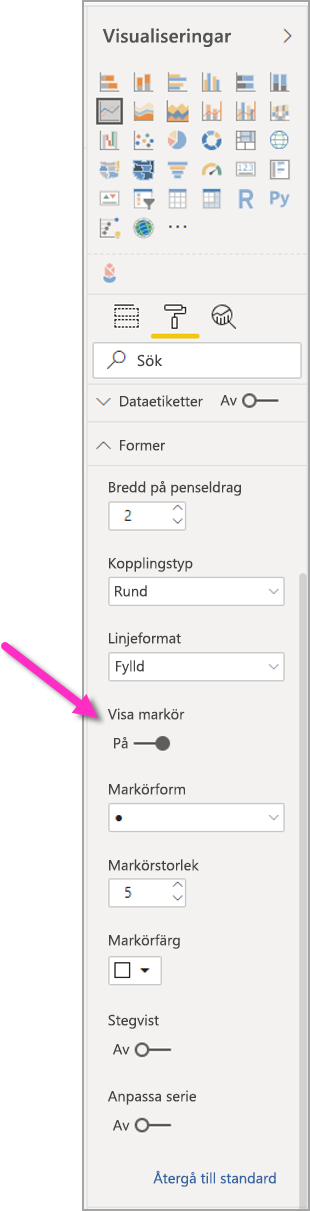 Visualiseringar
123
R
Py
Sök
Dataetiketter Av
Former
Bredd på penseldrag
2
Kopplingstyp
Rund
Linjeformat
Fylld
Visa markör
På
Markörform
Markörstorlek
5
Markörfärg
Stegvist
Av
Anpassa serie
Av
Återgå till standard